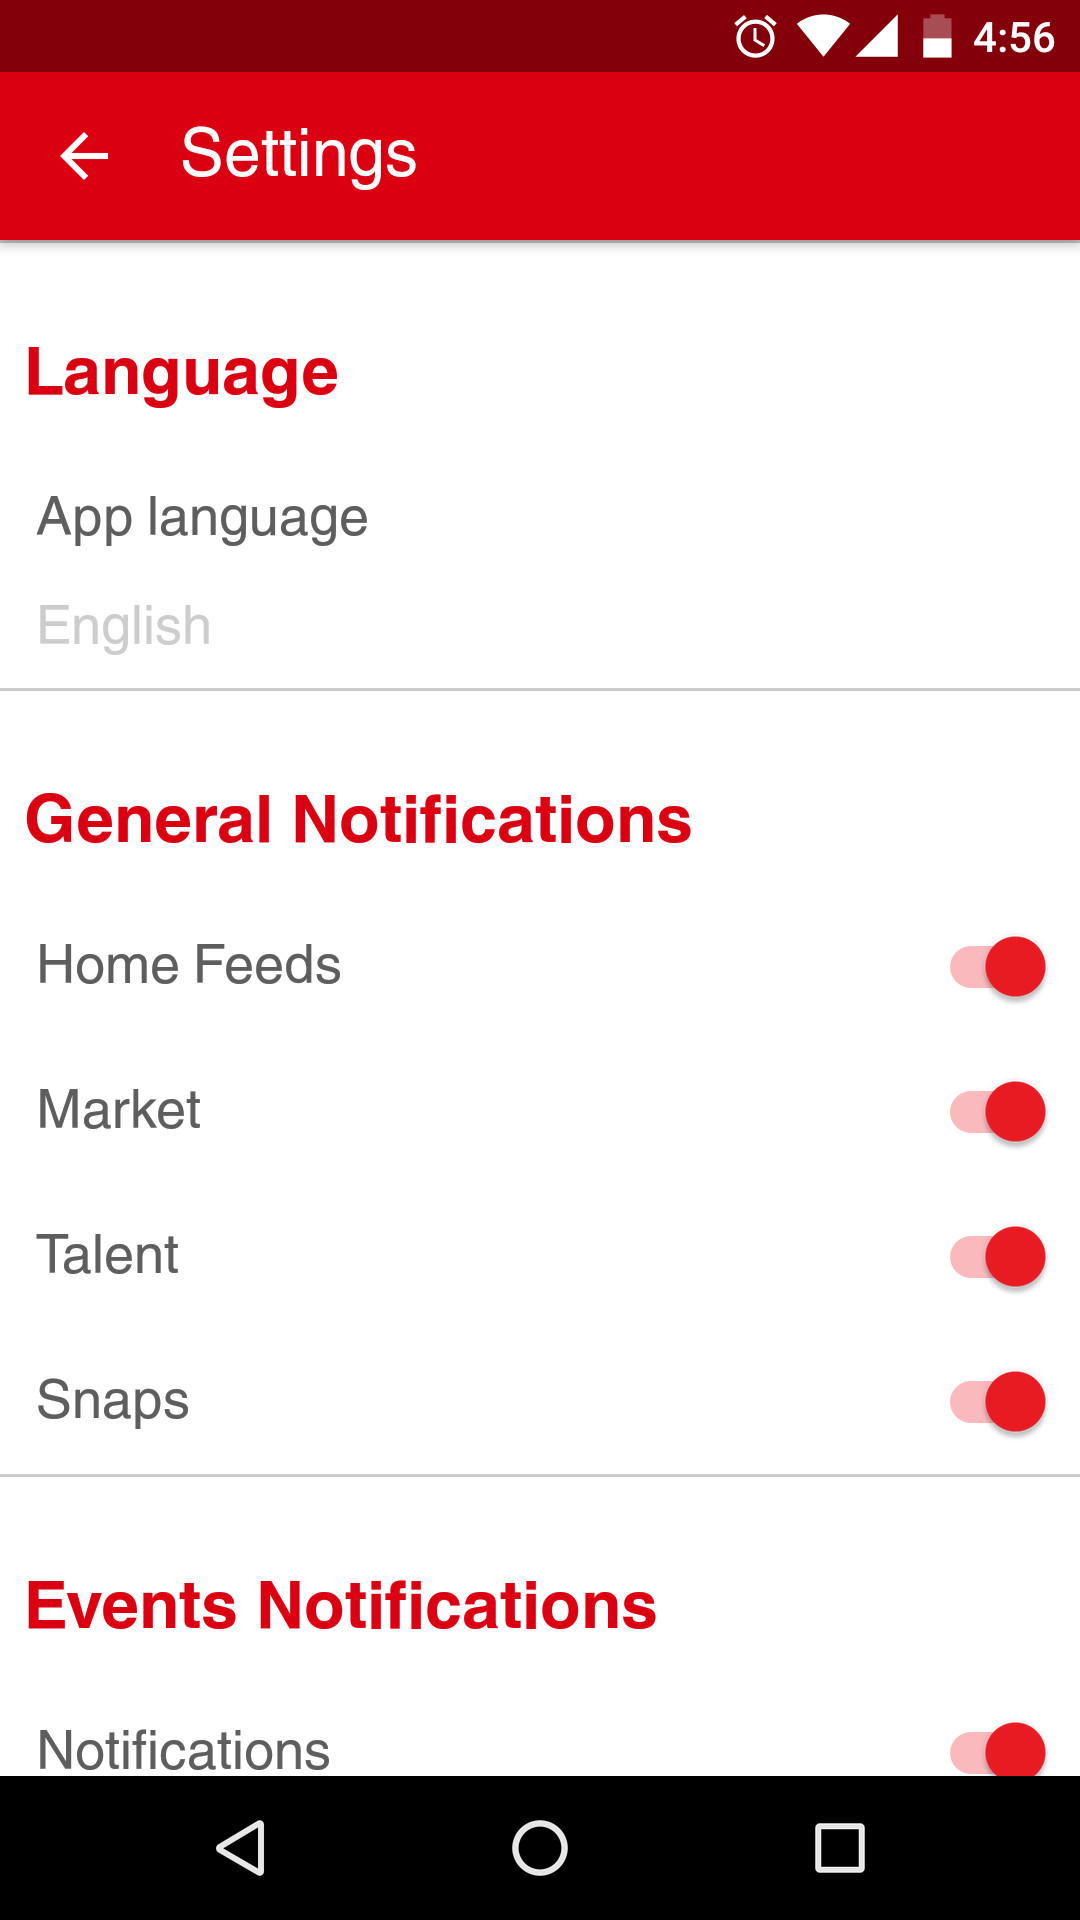 4:56
Settings
Language
App language
English
General Notifications
Home Feeds
Market
Talent
Snaps
Events Notifications
Notifications